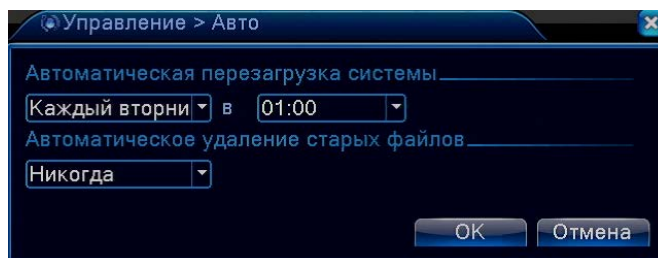 Управление > Авто
Автоматическая перезагрузка системы
Каждый вторни в 01:00
Автоматическое удаление старых файлов
Никогда
OK Отмена